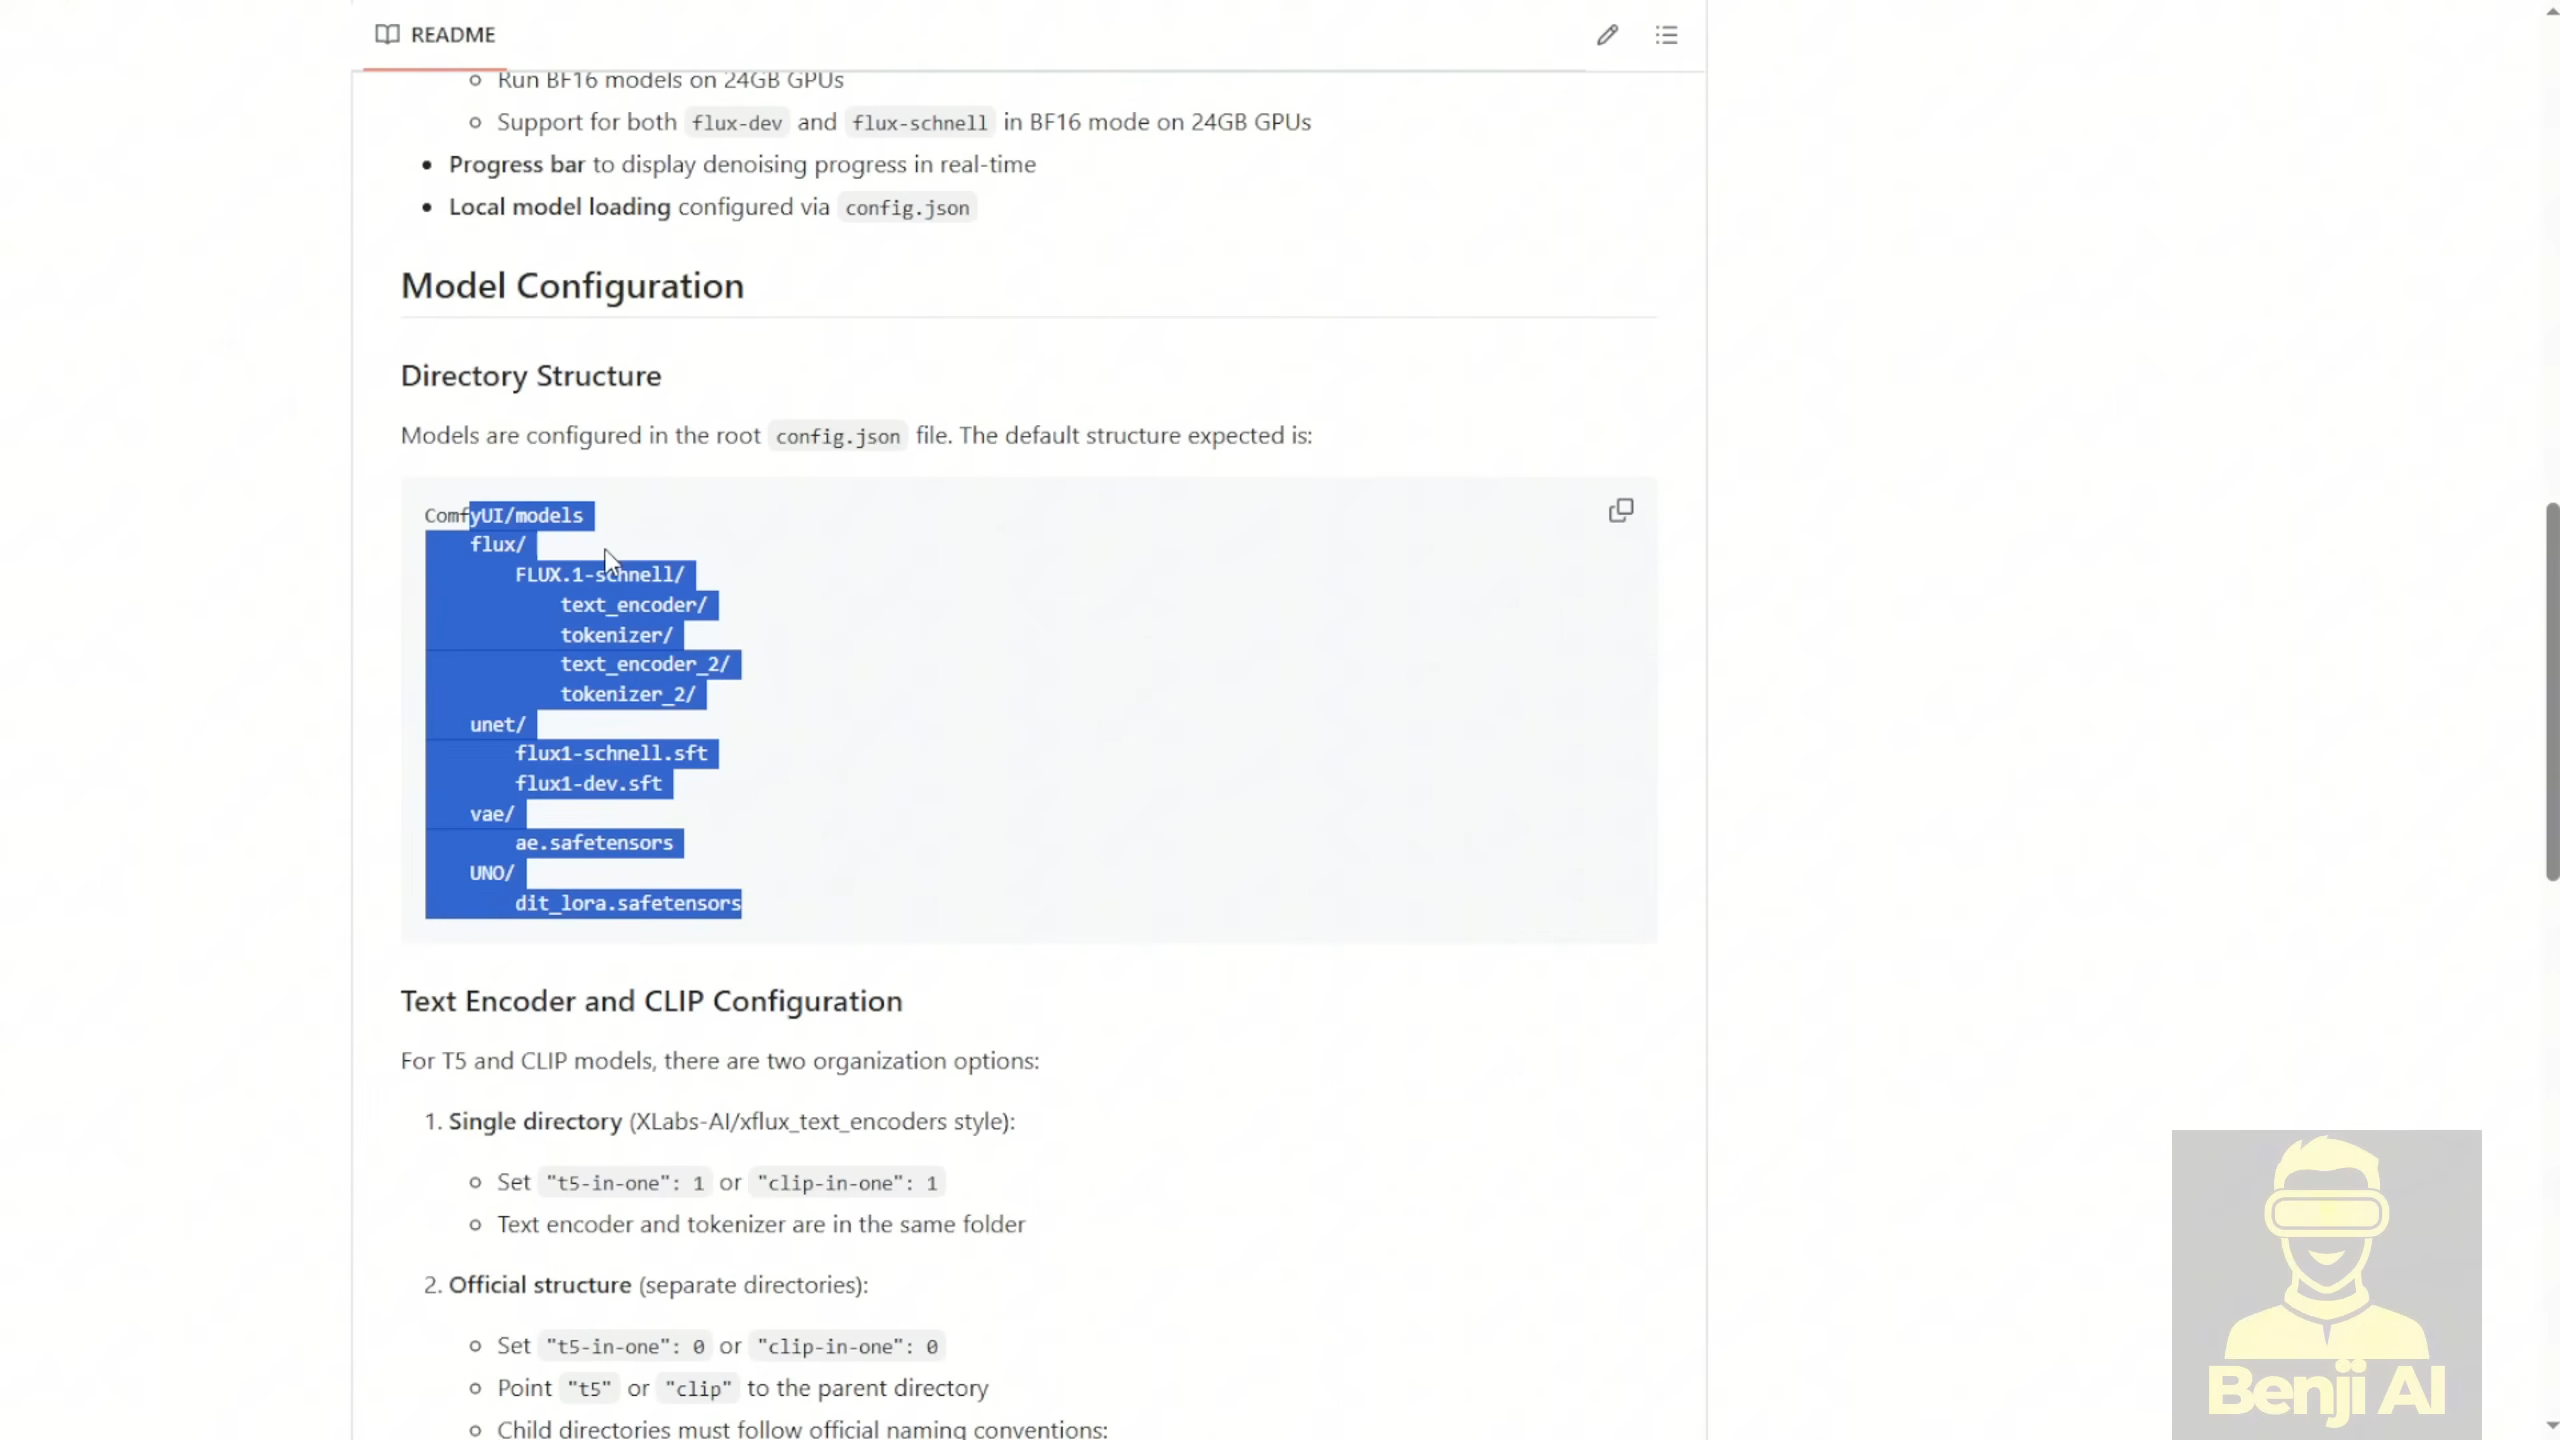 README
Run BF16 models on 24GB GPUs
Support for both flux-dev and flux-schnell in BF16 mode on 24GB GPUs
Progress bar to display denoising progress in real-time
Local model loading configured via config.json
Model Configuration
Directory Structure
Models are configured in the root config.json file. The default structure expected is:
ComfyUI/models
flux/
FLUX.1-schnell/
text_encoder/
tokenizer/
text_encoder_2/
tokenizer_2/
unet/
flux1-schnell.sft
flux1-dev.sft
vae/
ae.safetensors
UNO/
dit_lora.safetensors
Text Encoder and CLIP Configuration
For T5 and CLIP models, there are two organization options:
1. Single directory (XLabs-AI/xflux_text_encoders style):
Set "t5-in-one": 1 or "clip-in-one": 1
Text encoder and tokenizer are in the same folder
2. Official structure (separate directories):
Set "t5-in-one": 0 or "clip-in-one": 0
Point "t5" or "clip" to the parent directory
Child directories must follow official naming conventions:
Benji AI